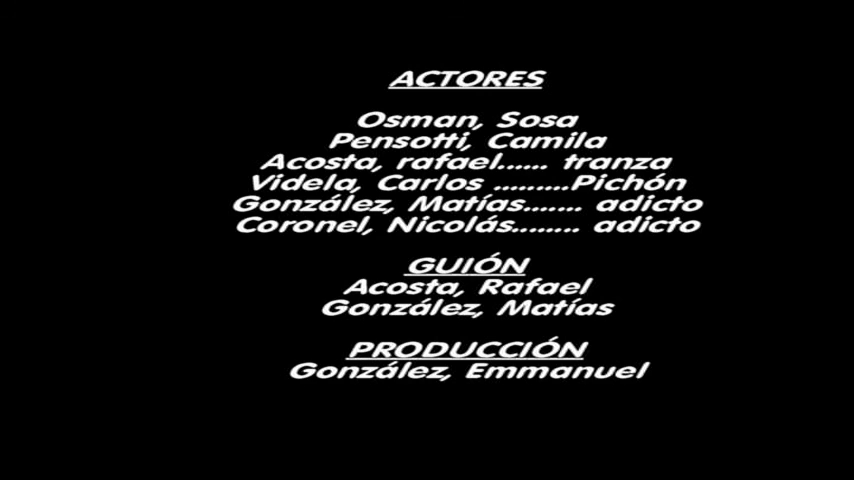 ACTORES
Osman, Sosa
Pensotti, Camila
Acosta, rafael...... tranza
Videla, Carlos ..........Pichón
González, Matías....... adicto
Coronel, Nicolás........ adicto
GUIÓN
Acosta, Rafael
González, Matías
PRODUCCIÓN
González, Emmanuel